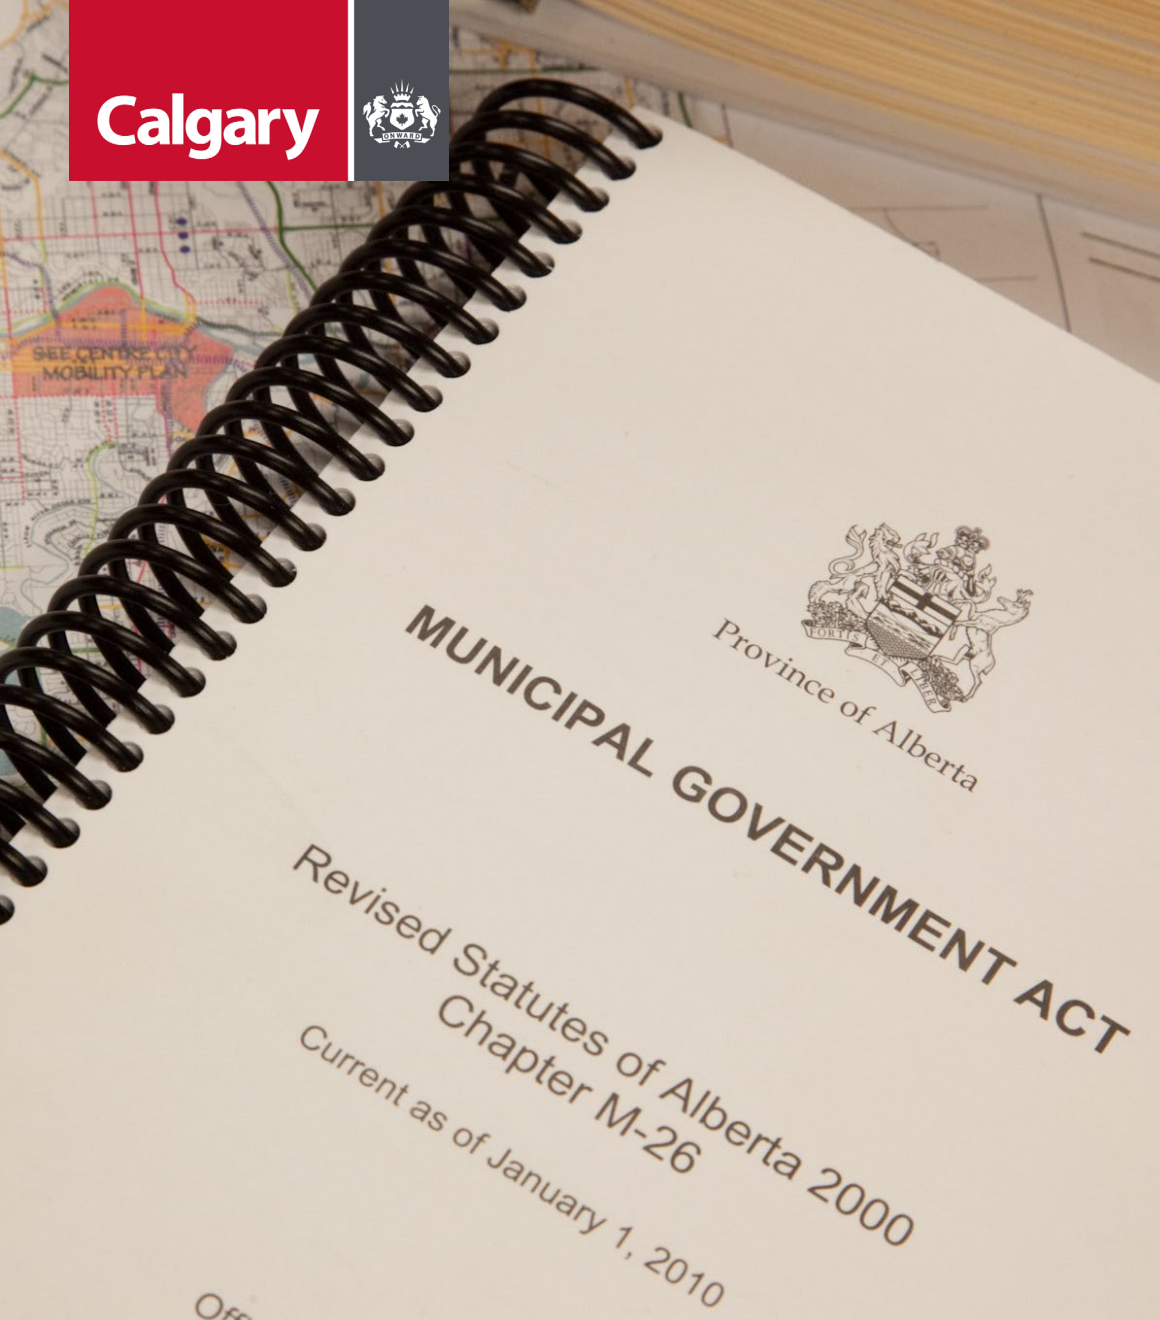 Calgary
ONWARD
SEE CENTRE CITY
MOBILITY PLAN
FORTIS ET LIBER
Province of Alberta
MUNICIPAL GOVERNMENT ACT
Revised Statutes of Alberta 2000
Chapter M-26
Current as of January 1, 2010